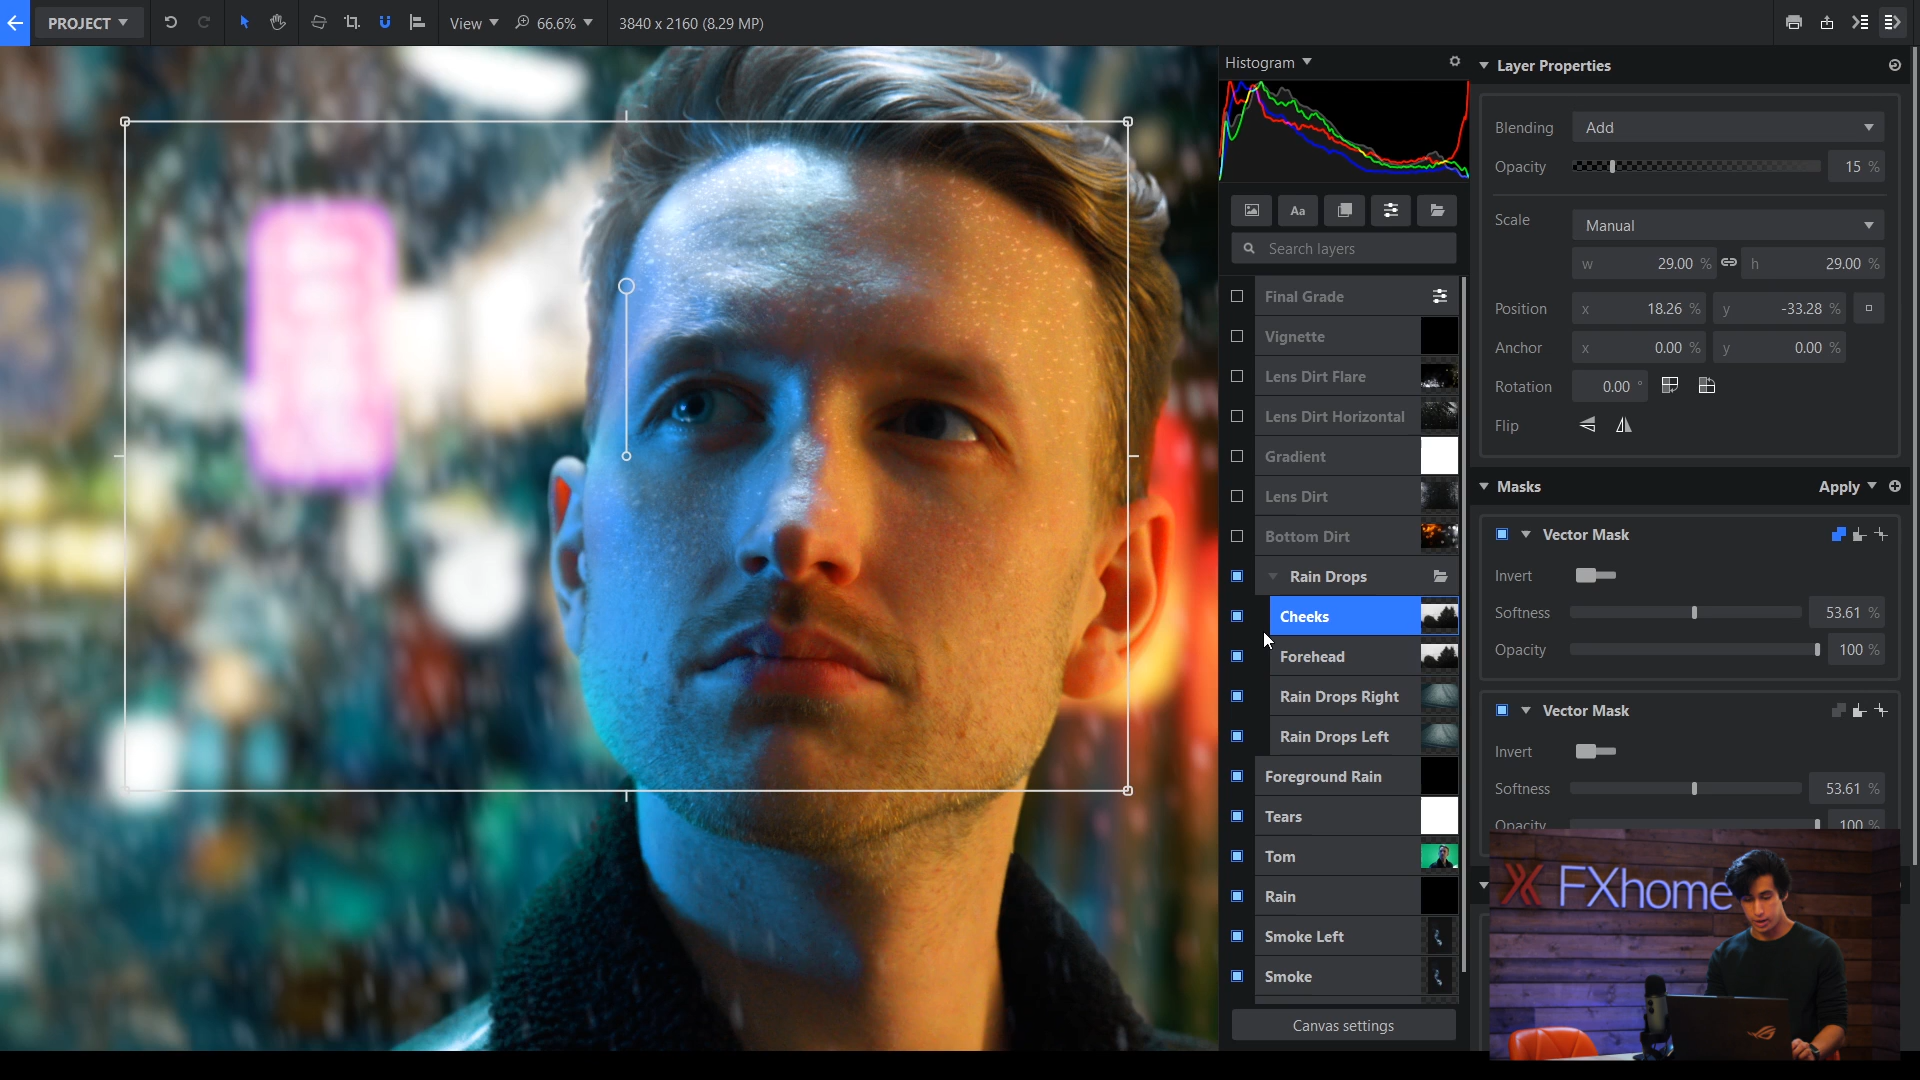 PROJECT
View
66.6%
3840 x 2160 (8.29 MP)
Histogram
Aa
Search layers
Final Grade
Vignette
Lens Dirt Flare
Lens Dirt Horizontal
Gradient
Lens Dirt
Bottom Dirt
Rain Drops
Cheeks
Forehead
Rain Drops Right
Rain Drops Left
Foreground Rain
Tears
Tom
Rain
Smoke Left
Smoke
Canvas settings
Layer Properties
Blending Add
Opacity 15 %
Scale Manual
w 29.00 % h 29.00 %
Position x 18.26 % y -33.28 %
Anchor x 0.00 % y 0.00 %
Rotation 0.00 °
Flip
Masks Apply
Vector Mask
Invert
Softness 53.61 %
Opacity 100 %
Vector Mask
Invert
Softness 53.61 %
Opacity 100 %
FXhome